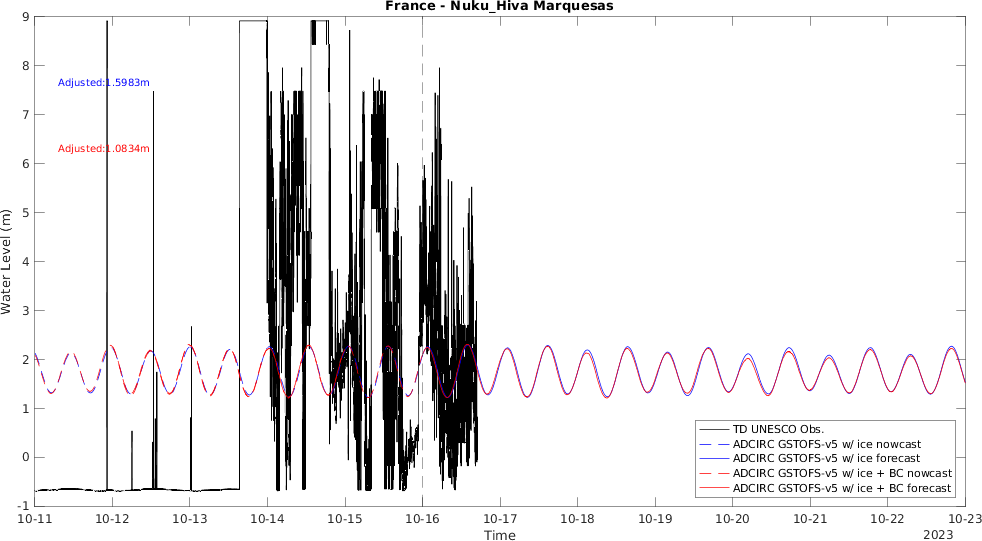 France - Nuku_Hiva Marquesas
9
8
7
6
5
4
3
2
1
0
-1
Water Level (m)
Adjusted:1.5983m
Adjusted:1.0834m
TD UNESCO Obs.
ADCIRC GSTOFS-v5 w/ ice nowcast
ADCIRC GSTOFS-v5 w/ ice forecast
ADCIRC GSTOFS-v5 w/ ice + BC nowcast
ADCIRC GSTOFS-v5 w/ ice + BC forecast
10-11 10-12 10-13 10-14 10-15 10-16 10-17 10-18 10-19 10-20 10-21 10-22 10-23
Time
2023